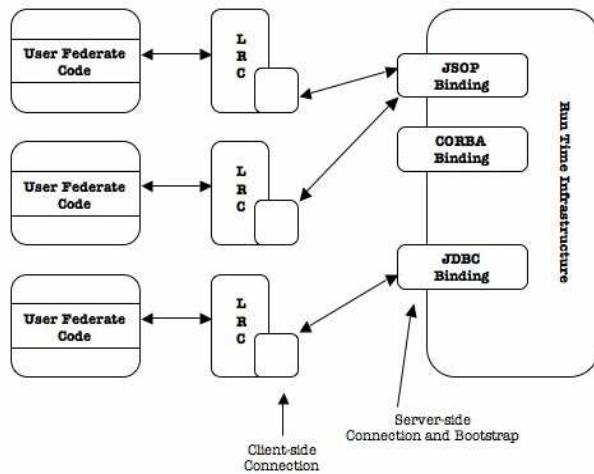 User Federate
Code
L
R
C
JSOP
Binding
CORBA
Binding
Run Time Infrastructure
User Federate
Code
L
R
C
User Federate
Code
L
R
C
JDBC
Binding
Server-side
Connection and Bootstrap
Client-side
Connection